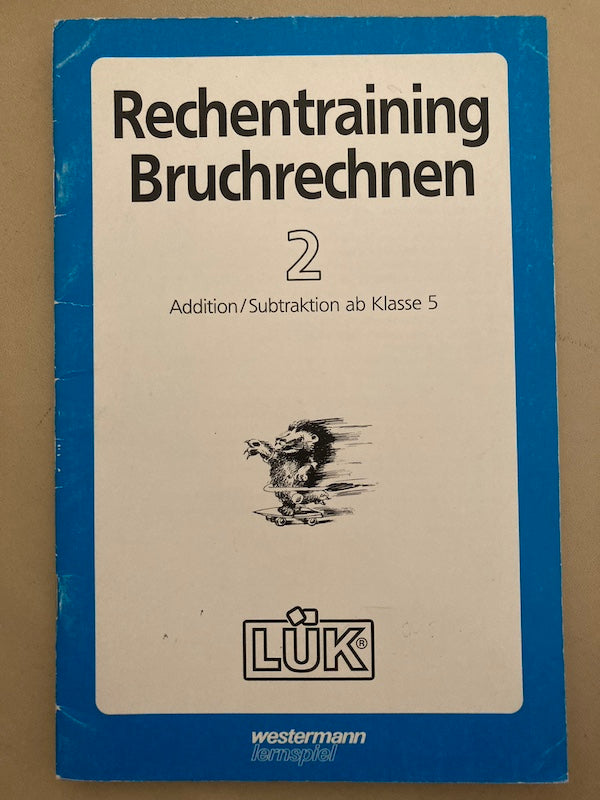 Rechentraining
Bruchrechnen
2
Addition/Subtraktion ab Klasse 5
LÜK®
westermann
lernspiel